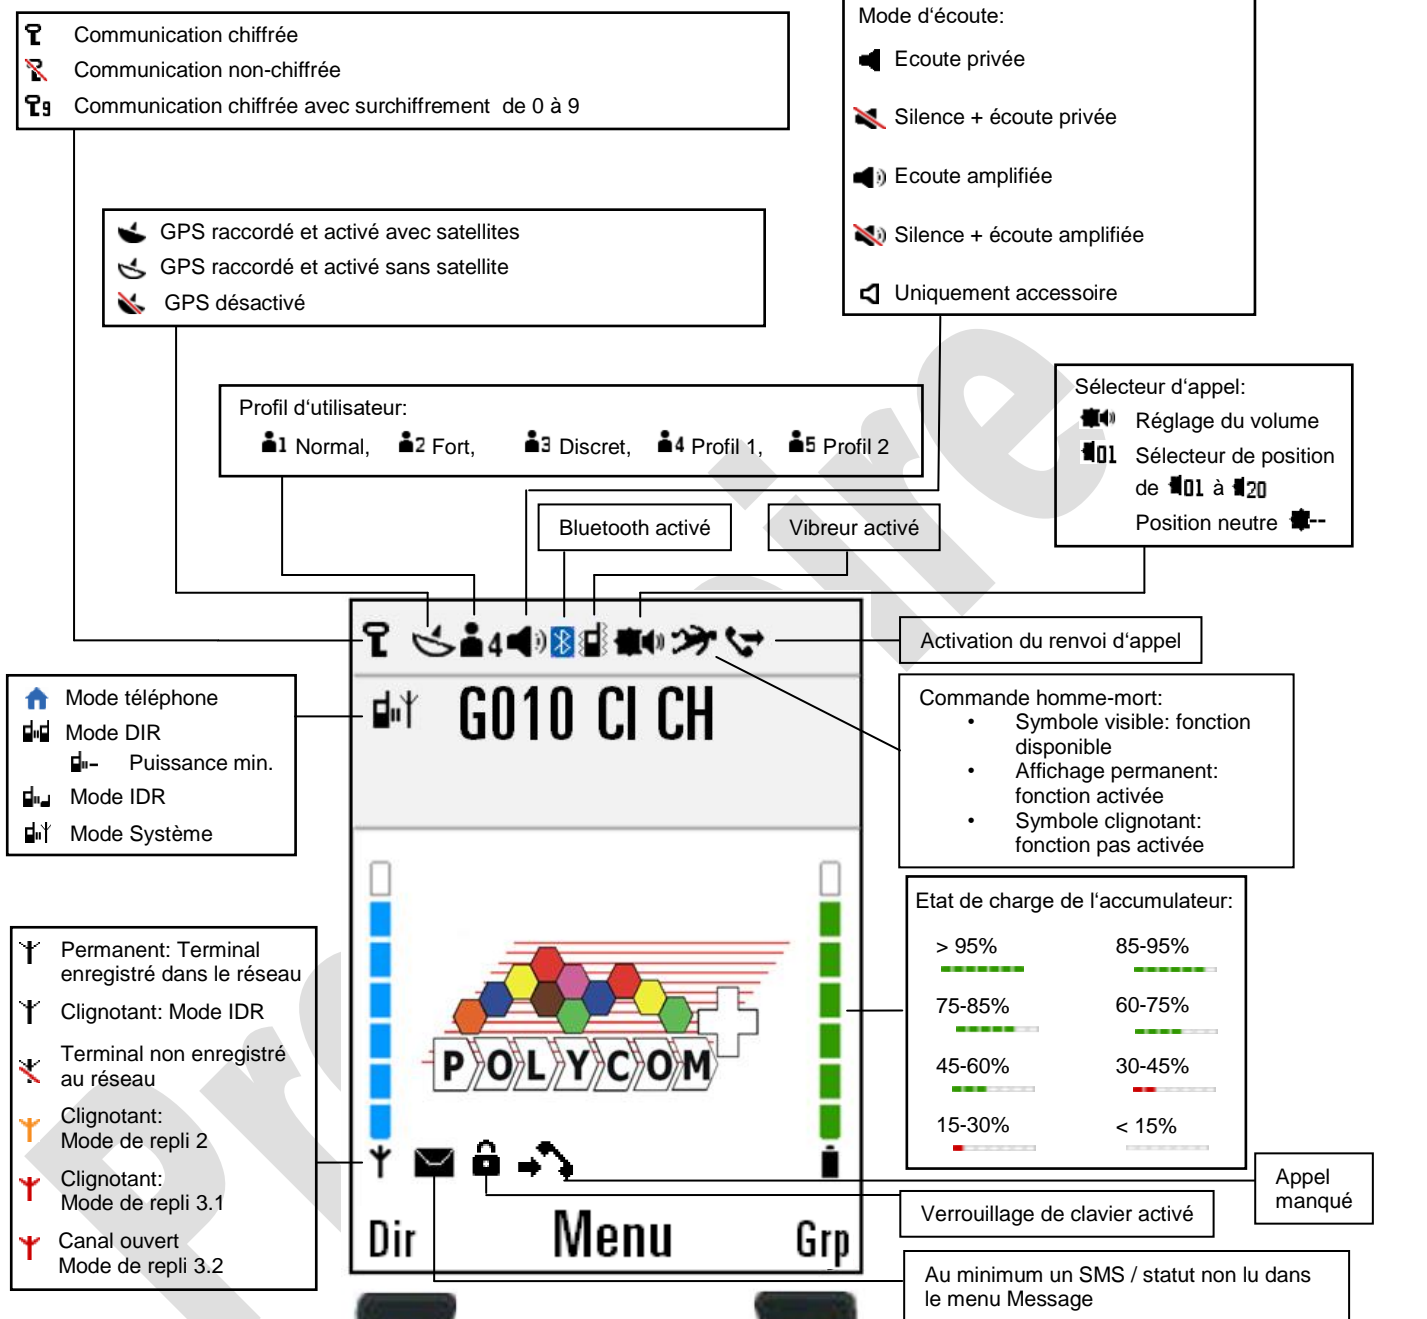 Communication chiffrée
Communication non-chiffrée
9 Communication chiffrée avec surchiffrement de 0 à 9
Mode d'écoute:
Ecoute privée
Silence + écoute privée
Ecoute amplifiée
Silence + écoute amplifiée
Uniquement accessoire
GPS raccordé et activé avec satellites
GPS raccordé et activé sans satellite
GPS désactivé
Profil d'utilisateur:
1 Normal, 2 Fort, 3 Discret, 4 Profil 1, 5 Profil 2
Sélecteur d'appel:
Réglage du volume
01 Sélecteur de position
de 01 à 20
Position neutre --
Bluetooth activé
Vibreur activé
4
Activation du renvoi d'appel
G010 CI CH
Mode téléphone
Mode DIR
Puissance min.
Mode IDR
Mode Système
Commande homme-mort:
• Symbole visible: fonction
disponible
• Affichage permanent:
fonction activée
• Symbole clignotant:
fonction pas activée
Etat de charge de l'accumulateur:
> 95% 85-95%
75-85% 60-75%
45-60% 30-45%
15-30% < 15%
Permanent: Terminal
enregistré dans le réseau
Clignotant: Mode IDR
Terminal non enregistré
au réseau
Clignotant:
Mode de repli 2
Clignotant:
Mode de repli 3.1
Canal ouvert
Mode de repli 3.2
POLYCOM
Dir Menu Grp
Appel
manqué
Verrouillage de clavier activé
Au minimum un SMS / statut non lu dans
le menu Message